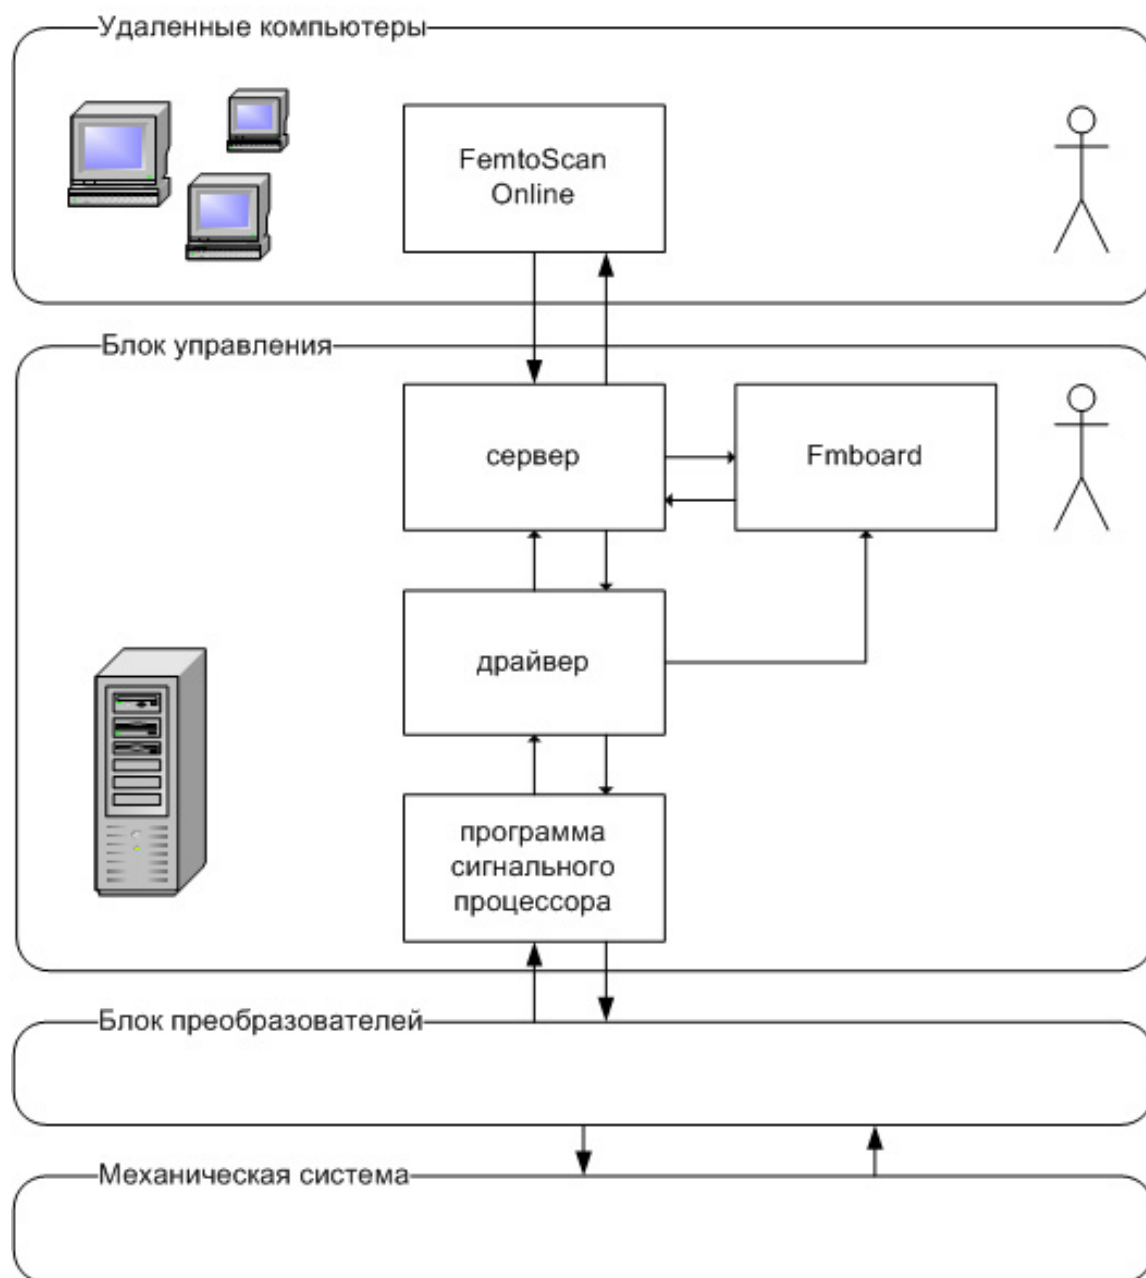 Удаленные компьютеры
FemtoScan
Online
Блок управления
сервер
Fmboard
драйвер
программа
сигнального
процессора
Блок преобразователей
Механическая система